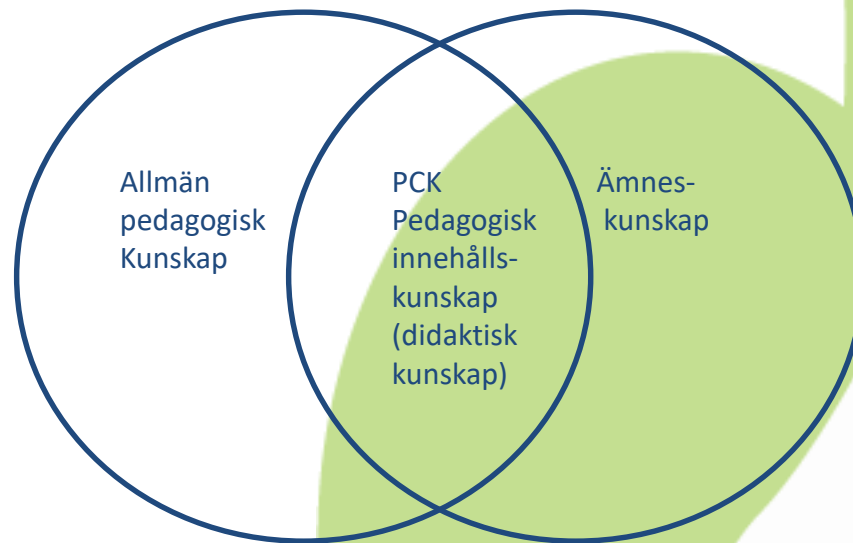 Allmän
pedagogisk
Kunskap
PCK
Pedagogisk
innehålls-
kunskap
(didaktisk
kunskap)
Ämnes-
kunskap